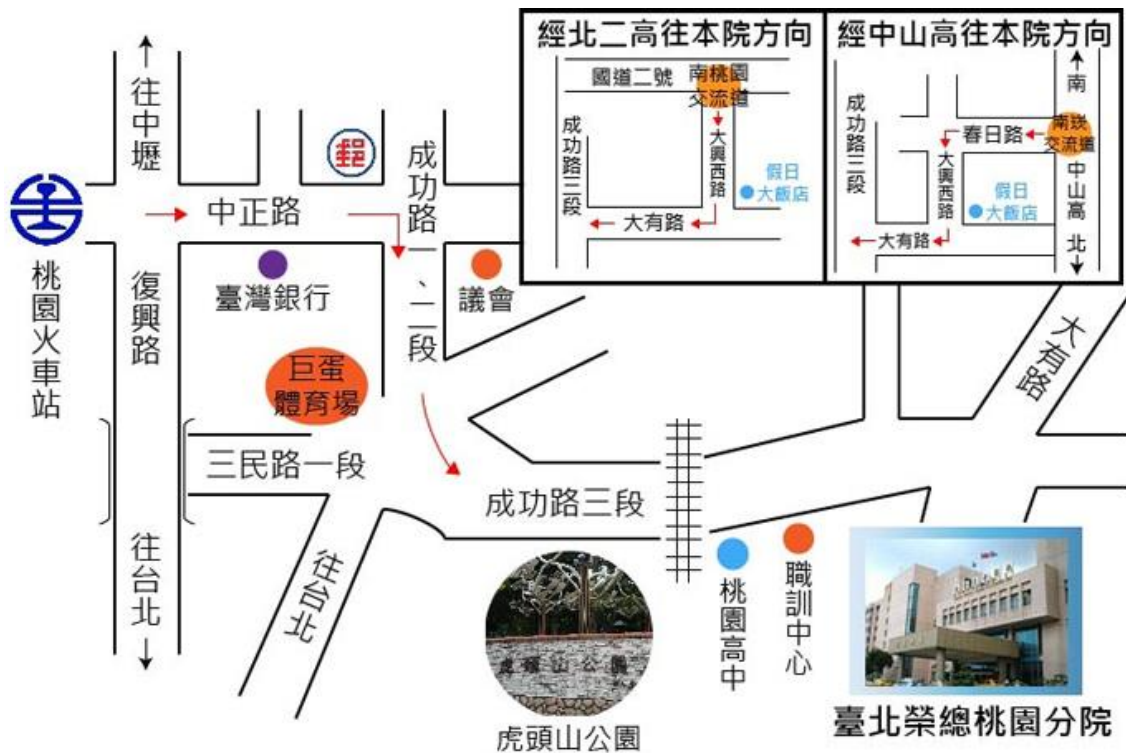 經北二高往本院方向
國道二號
南桃園
交流道
成功路三段
大興西路
假日
大飯店
大有路
經中山高往本院方向
南
成功路三段
春日路
南崁
交流道
大興西路
假日
大飯店
中山高
大有路
北
往中壢
郵
成功路一、二段
中正路
桃園火車站
復興路
臺灣銀行
議會
大有路
巨蛋
體育場
三民路一段
成功路三段
往台北
往台北
桃園高中
職訓中心
虎頭山公園
虎頭山公園
臺北榮總桃園分院